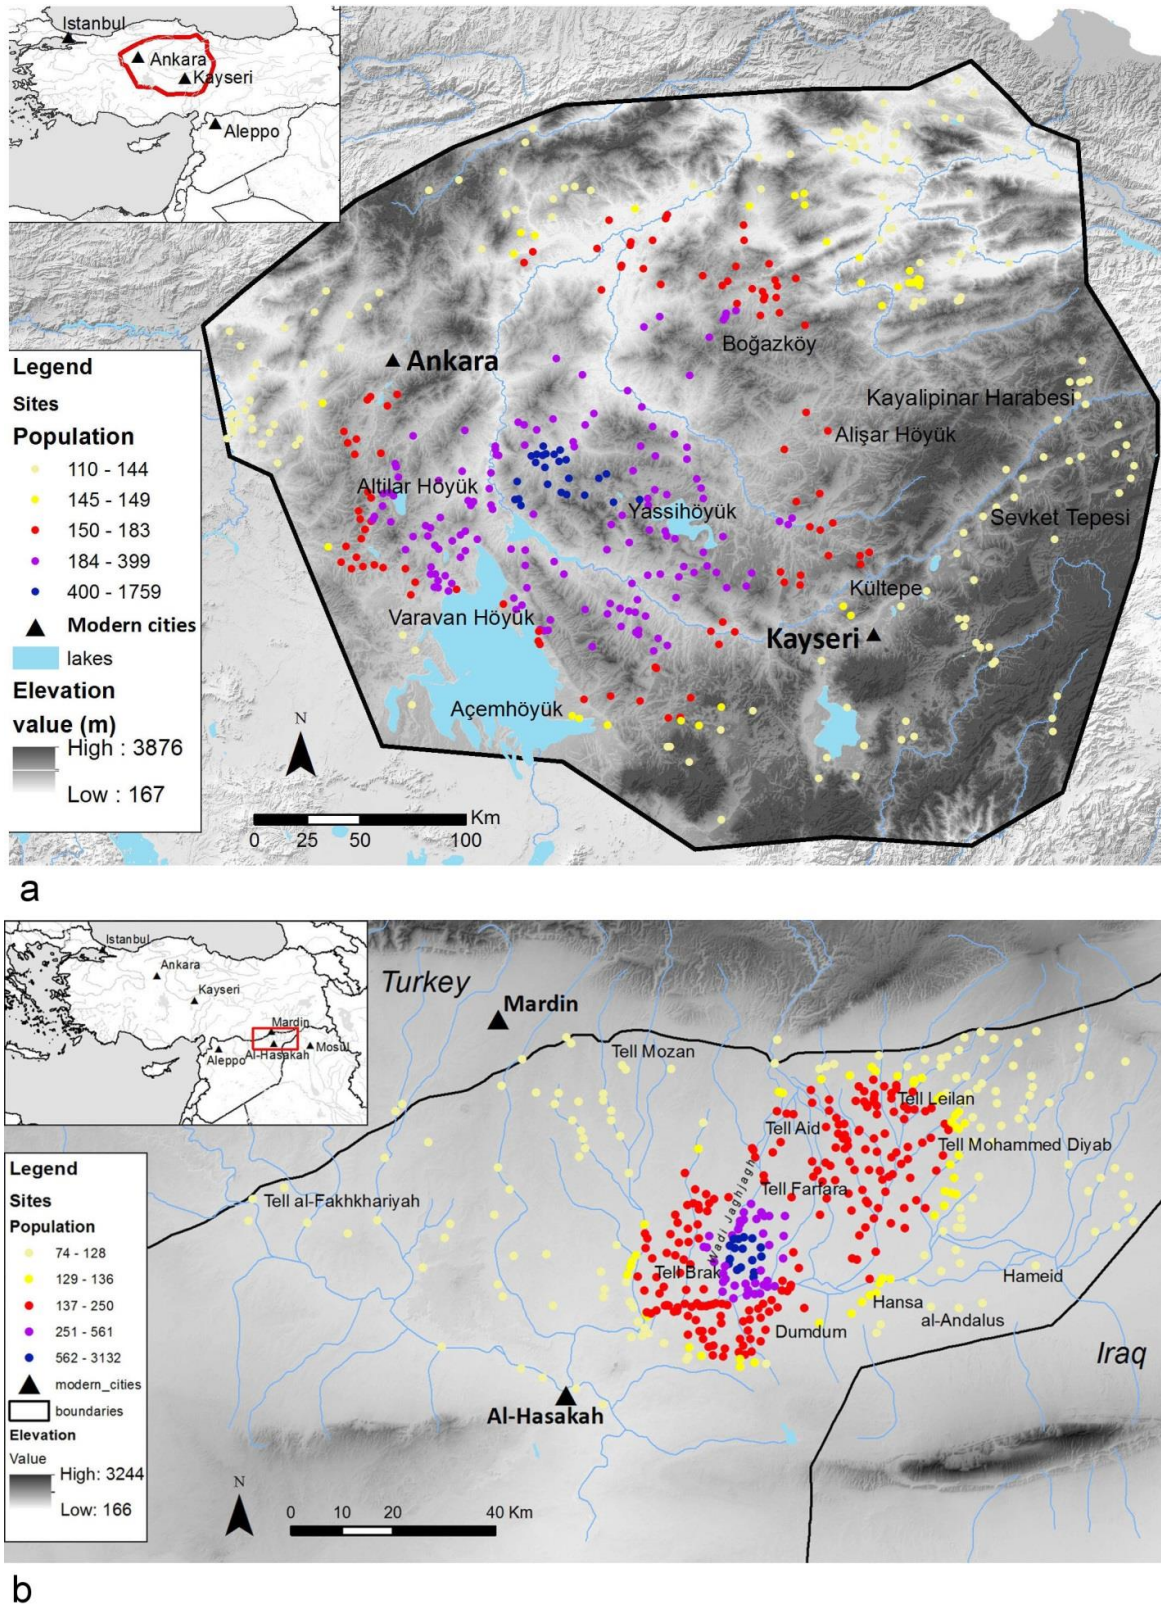 Istanbul
Ankara
Kayseri
Aleppo
Ankara
Boğazköy
Kayalipinar Harabesi
Alişar Höyük
Altilar Höyük
Yassihöyük
Sevket Tepesi
Kültepe
Varavan Höyük
Kayseri
Açemhöyük
Legend
Sites
Population
110 - 144
145 - 149
150 - 183
184 - 399
400 - 1759
Modern cities
lakes
Elevation
value (m)
High : 3876
Low : 167
N
Km
0 25 50 100
a
Istanbul
Ankara
Kayseri
Mardin
Al-Hasakah
Mosul
Aleppo
Turkey
Mardin
Tell Mozan
Tell Leilan
Tell Aid
Tell Mohammed Diyab
Tell Farfara
Wadi Jaghjagh
Tell al-Fakhkhariyah
Tell Brak
Hameid
Hansa
al-Andalus
Dumdum
Iraq
Al-Hasakah
Legend
Sites
Population
74 - 128
129 - 136
137 - 250
251 - 561
562 - 3132
modern_cities
boundaries
Elevation
Value
High: 3244
Low: 166
N
0 10 20 40 Km
b